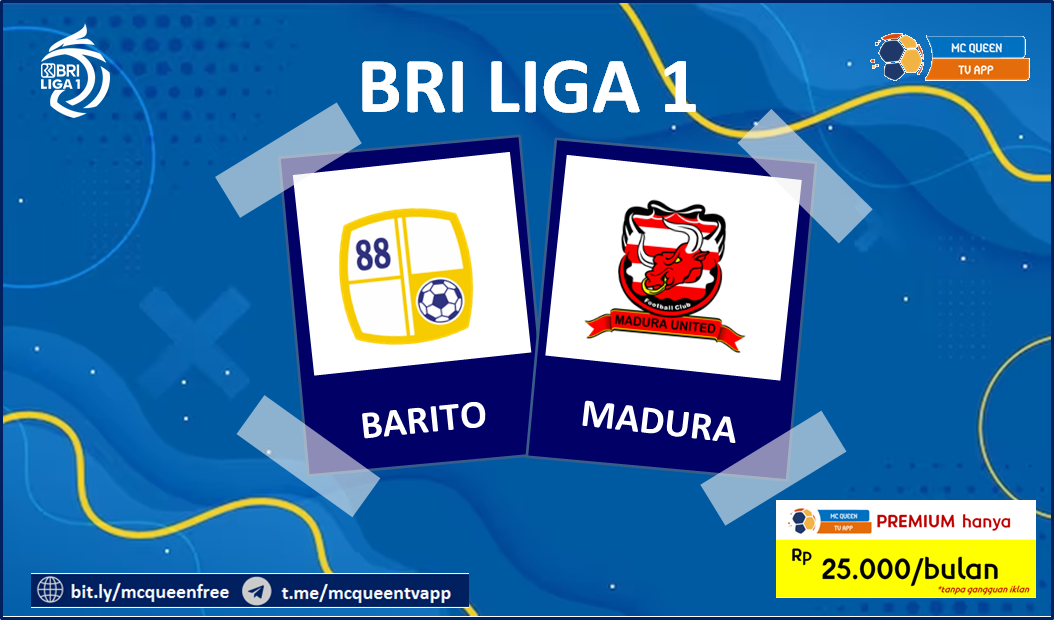 BRI
LIGA 1
BRI LIGA 1
MC QUEEN
TV APP
88
Football Club
MADURA UNITED
BARITO
MADURA
MC QUEEN
TV APP
PREMIUM hanya
Rp 25.000/bulan
*tanpa gangguan iklan
bit.ly/mcqueenfree
t.me/mcqueentvapp